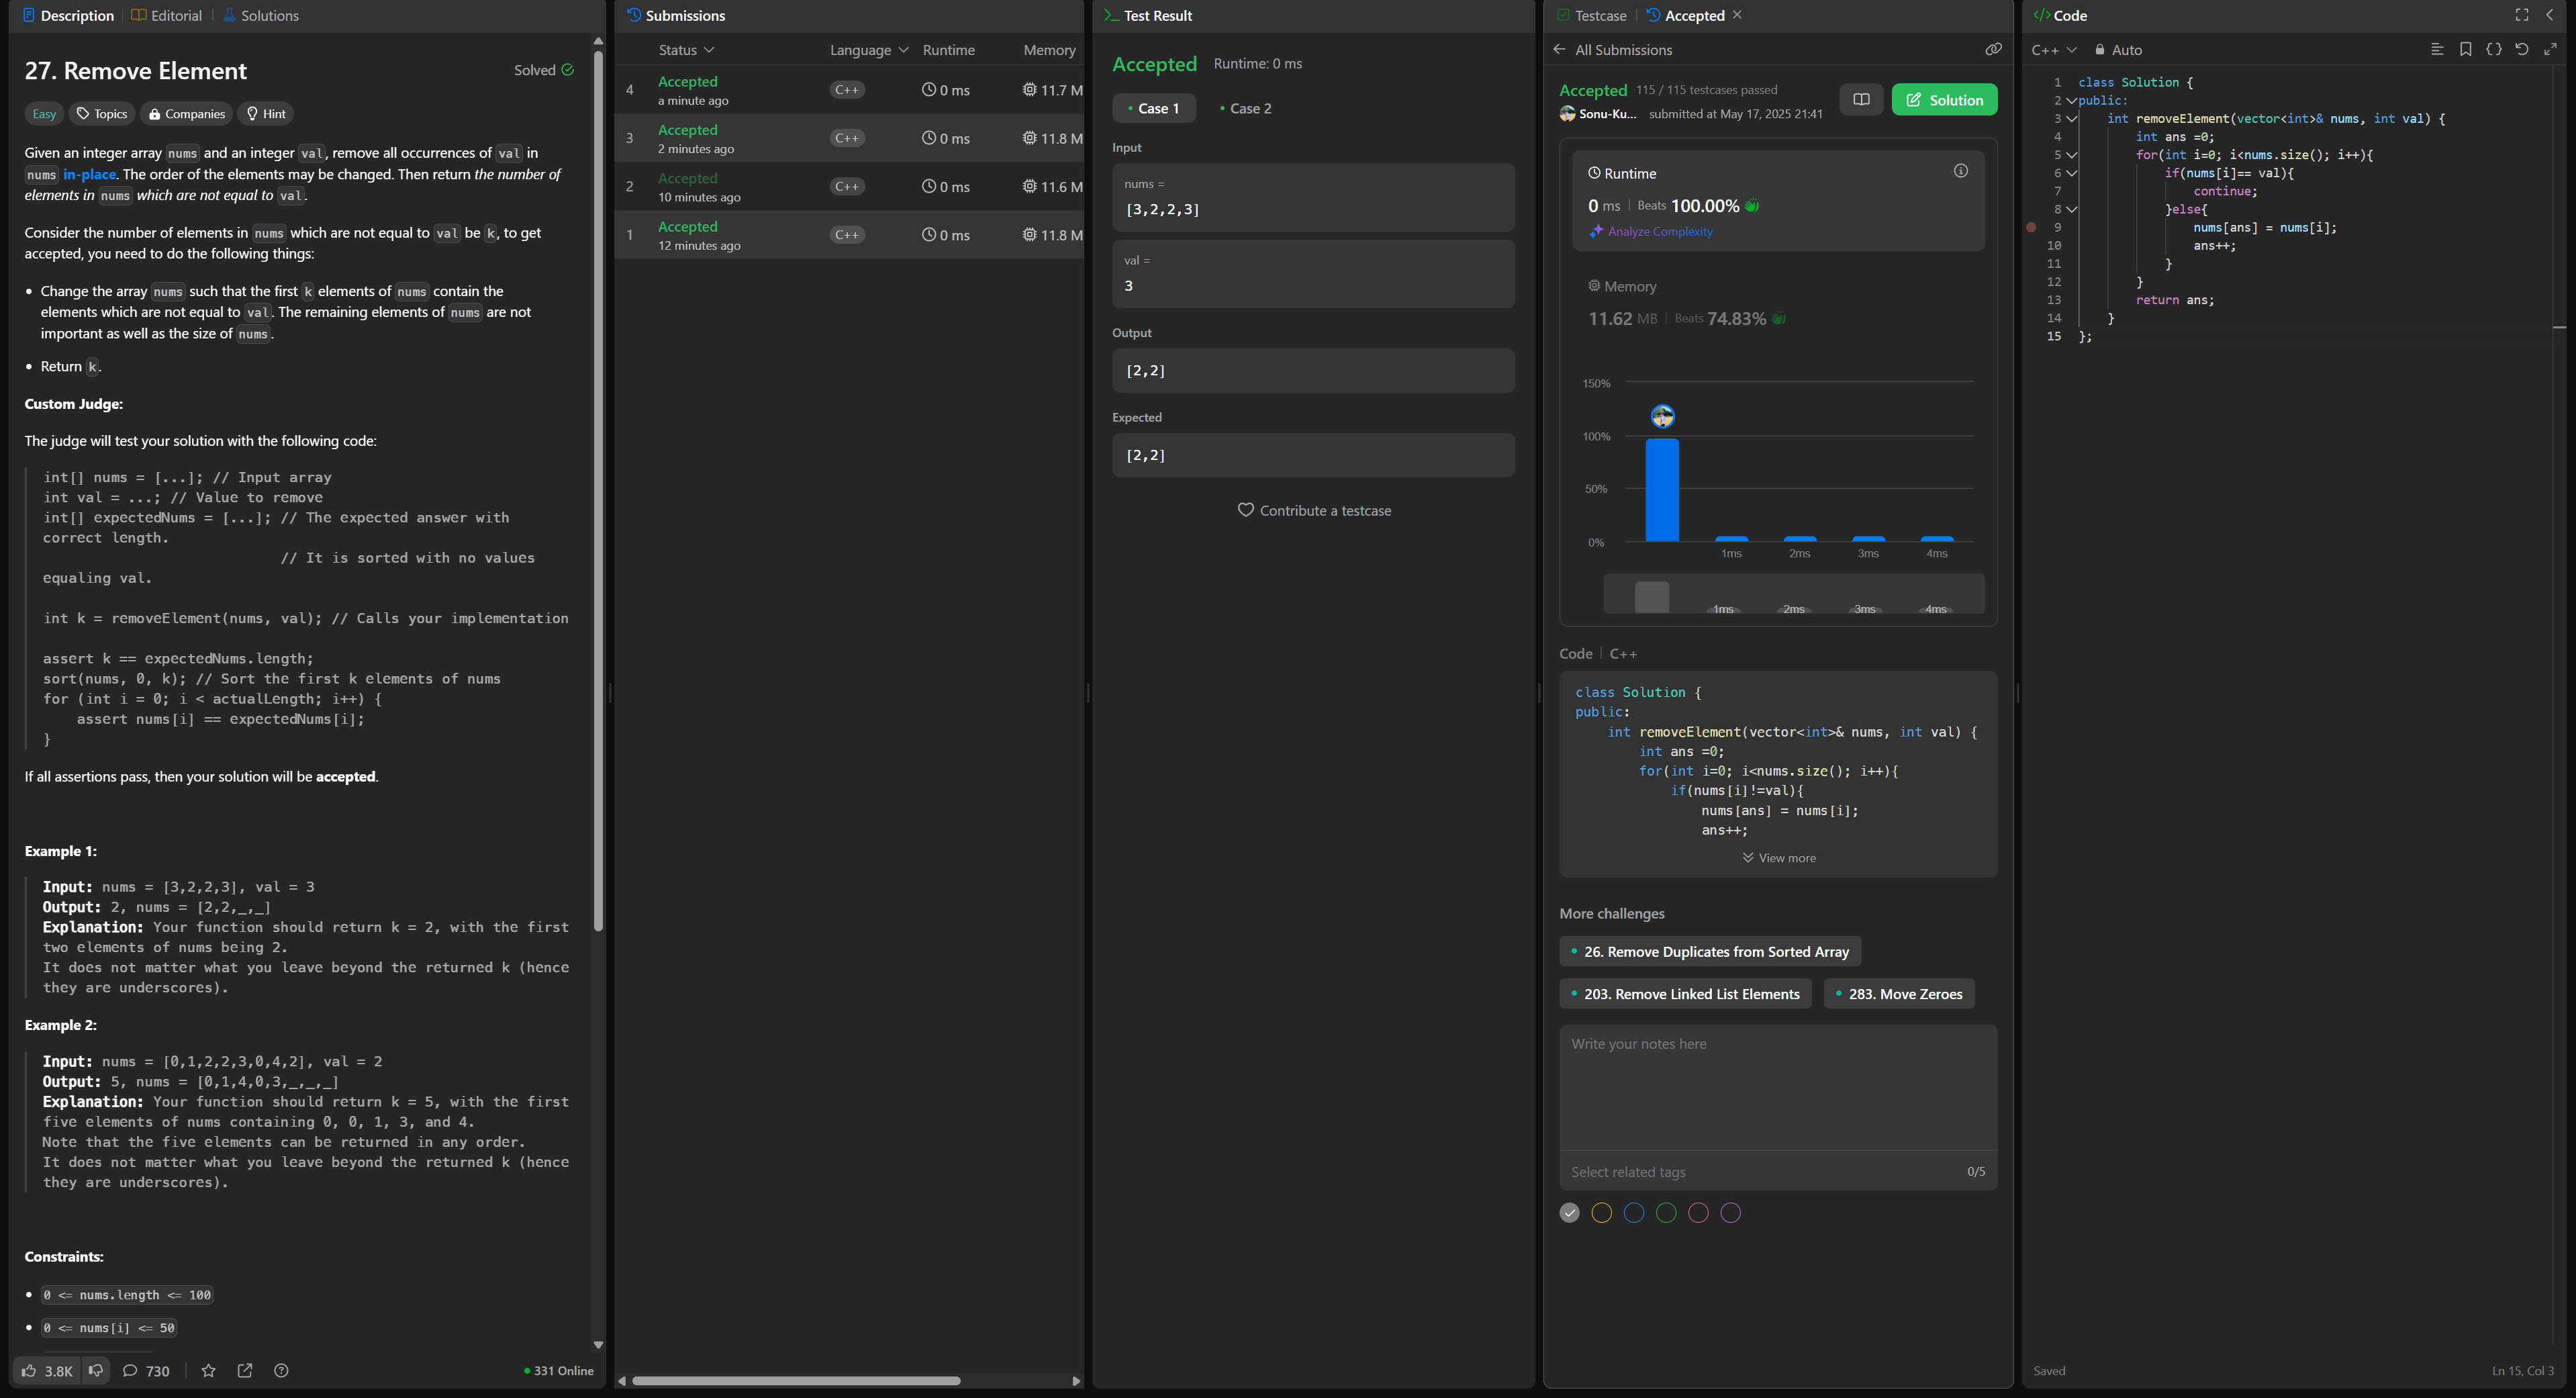 Description
Editorial
Solutions
27. Remove Element
Solved
Easy
Topics
Companies
Hint
Given an integer array nums and an integer val, remove all occurrences of val in
nums in-place. The order of the elements may be changed. Then return the number of
elements in nums which are not equal to val.
Consider the number of elements in nums which are not equal to val be k, to get
accepted, you need to do the following things:
• Change the array nums such that the first k elements of nums contain the
elements which are not equal to val. The remaining elements of nums are not
important as well as the size of nums.
• Return k.
Custom Judge:
The judge will test your solution with the following code:
int[] nums = [...]; // Input array
int val = ...; // Value to remove
int[] expectedNums = [...]; // The expected answer with
correct length.
// It is sorted with no values
equaling val.
int k = removeElement(nums, val); // Calls your implementation
assert k == expectedNums.length;
sort(nums, 0, k); // Sort the first k elements of nums
for (int i = 0; i < actualLength; i++) {
assert nums[i] == expectedNums[i];
}
If all assertions pass, then your solution will be accepted.
Example 1:
Input: nums = [3,2,2,3], val = 3
Output: 2, nums = [2,2,_,_]
Explanation: Your function should return k = 2, with the first
two elements of nums being 2.
It does not matter what you leave beyond the returned k (hence
they are underscores).
Example 2:
Input: nums = [0,1,2,2,3,0,4,2], val = 2
Output: 5, nums = [0,1,4,0,3,_,_,_]
Explanation: Your function should return k = 5, with the first
five elements of nums containing 0, 0, 1, 3, and 4.
Note that the five elements can be returned in any order.
It does not matter what you leave beyond the returned k (hence
they are underscores).
Constraints:
• 0 <= nums.length <= 100
• 0 <= nums[i] <= 50
3.8K
730
331 Online
Submissions
Status
Language
Runtime
Memory
4 Accepted C++ 0 ms 11.7 M
a minute ago
3 Accepted C++ 0 ms 11.8 M
2 minutes ago
2 Accepted C++ 0 ms 11.6 M
10 minutes ago
1 Accepted C++ 0 ms 11.8 M
12 minutes ago
Test Result
Accepted Runtime: 0 ms
• Case 1
• Case 2
Input
nums =
[3,2,2,3]
val =
3
Output
[2,2]
Expected
[2,2]
Contribute a testcase
Testcase
Accepted
All Submissions
Accepted 115 / 115 testcases passed
Sonu-Ku... submitted at May 17, 2025 21:41
Solution
Runtime
0 ms Beats 100.00%
Analyze Complexity
Memory
11.62 MB Beats 74.83%
150%
100%
50%
0%
1ms 2ms 3ms 4ms
1ms 2ms 3ms 4ms
Code C++
class Solution {
public:
int removeElement(vector<int>& nums, int val) {
int ans =0;
for(int i=0; i<nums.size(); i++){
if(nums[i]!=val){
nums[ans] = nums[i];
ans++;
View more
More challenges
• 26. Remove Duplicates from Sorted Array
• 203. Remove Linked List Elements
• 283. Move Zeroes
Write your notes here
Select related tags 0/5
</> Code
C++
Auto
1 class Solution {
2 public:
3 int removeElement(vector<int>& nums, int val) {
4 int ans =0;
5 for(int i=0; i<nums.size(); i++){
6 if(nums[i]== val){
7 continue;
8 }else{
9 nums[ans] = nums[i];
10 ans++;
11 }
12 }
13 return ans;
14 }
15 };
Saved
Ln 15, Col 3